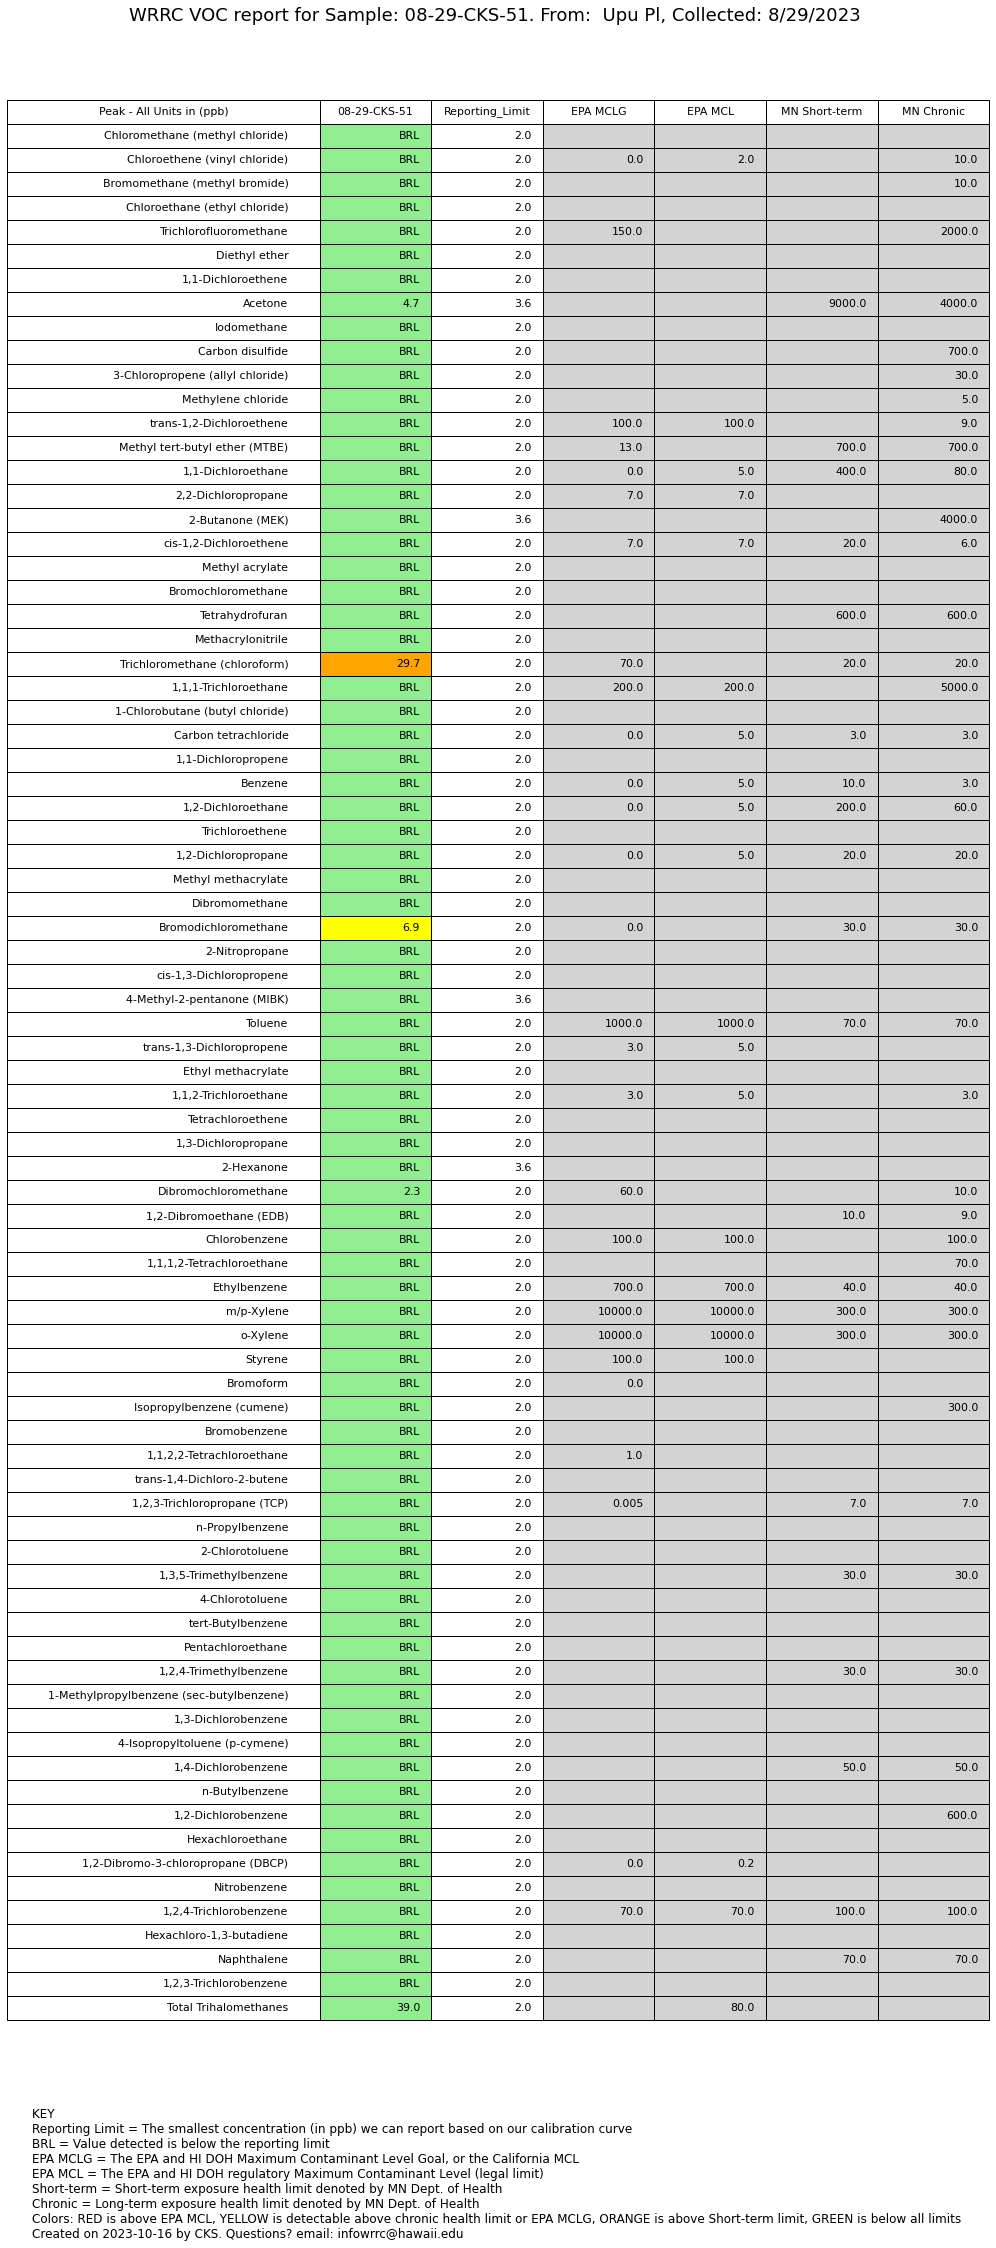 WRRC VOC report for Sample: 08-29-CKS-51. From:  Upu Pl, Collected: 8/29/2023
Peak - All Units in (ppb) 08-29-CKS-51 Reporting_Limit EPA MCLG EPA MCL MN Short-term MN Chronic
Chloromethane (methyl chloride) BRL 2.0
Chloroethene (vinyl chloride) BRL 2.0 0.0 2.0 10.0
Bromomethane (methyl bromide) BRL 2.0 10.0
Chloroethane (ethyl chloride) BRL 2.0
Trichlorofluoromethane BRL 2.0 150.0 2000.0
Diethyl ether BRL 2.0
1,1-Dichloroethene BRL 2.0
Acetone 4.7 3.6 9000.0 4000.0
Iodomethane BRL 2.0
Carbon disulfide BRL 2.0 700.0
3-Chloropropene (allyl chloride) BRL 2.0 30.0
Methylene chloride BRL 2.0 5.0
trans-1,2-Dichloroethene BRL 2.0 100.0 100.0 9.0
Methyl tert-butyl ether (MTBE) BRL 2.0 13.0 700.0 700.0
1,1-Dichloroethane BRL 2.0 0.0 5.0 400.0 80.0
2,2-Dichloropropane BRL 2.0 7.0 7.0
2-Butanone (MEK) BRL 3.6 4000.0
cis-1,2-Dichloroethene BRL 2.0 7.0 7.0 20.0 6.0
Methyl acrylate BRL 2.0
Bromochloromethane BRL 2.0
Tetrahydrofuran BRL 2.0 600.0 600.0
Methacrylonitrile BRL 2.0
Trichloromethane (chloroform) 29.7 2.0 70.0 20.0 20.0
1,1,1-Trichloroethane BRL 2.0 200.0 200.0 5000.0
1-Chlorobutane (butyl chloride) BRL 2.0
Carbon tetrachloride BRL 2.0 0.0 5.0 3.0 3.0
1,1-Dichloropropene BRL 2.0
Benzene BRL 2.0 0.0 5.0 10.0 3.0
1,2-Dichloroethane BRL 2.0 0.0 5.0 200.0 60.0
Trichloroethene BRL 2.0
1,2-Dichloropropane BRL 2.0 0.0 5.0 20.0 20.0
Methyl methacrylate BRL 2.0
Dibromomethane BRL 2.0
Bromodichloromethane 6.9 2.0 0.0 30.0 30.0
2-Nitropropane BRL 2.0
cis-1,3-Dichloropropene BRL 2.0
4-Methyl-2-pentanone (MIBK) BRL 3.6
Toluene BRL 2.0 1000.0 1000.0 70.0 70.0
trans-1,3-Dichloropropene BRL 2.0 3.0 5.0
Ethyl methacrylate BRL 2.0
1,1,2-Trichloroethane BRL 2.0 3.0 5.0 3.0
Tetrachloroethene BRL 2.0
1,3-Dichloropropane BRL 2.0
2-Hexanone BRL 3.6
Dibromochloromethane 2.3 2.0 60.0 10.0
1,2-Dibromoethane (EDB) BRL 2.0 10.0 9.0
Chlorobenzene BRL 2.0 100.0 100.0 100.0
1,1,1,2-Tetrachloroethane BRL 2.0 70.0
Ethylbenzene BRL 2.0 700.0 700.0 40.0 40.0
m/p-Xylene BRL 2.0 10000.0 10000.0 300.0 300.0
o-Xylene BRL 2.0 10000.0 10000.0 300.0 300.0
Styrene BRL 2.0 100.0 100.0
Bromoform BRL 2.0 0.0
Isopropylbenzene (cumene) BRL 2.0 300.0
Bromobenzene BRL 2.0
1,1,2,2-Tetrachloroethane BRL 2.0 1.0
trans-1,4-Dichloro-2-butene BRL 2.0
1,2,3-Trichloropropane (TCP) BRL 2.0 0.005 7.0 7.0
n-Propylbenzene BRL 2.0
2-Chlorotoluene BRL 2.0
1,3,5-Trimethylbenzene BRL 2.0 30.0 30.0
4-Chlorotoluene BRL 2.0
tert-Butylbenzene BRL 2.0
Pentachloroethane BRL 2.0
1,2,4-Trimethylbenzene BRL 2.0 30.0 30.0
1-Methylpropylbenzene (sec-butylbenzene) BRL 2.0
1,3-Dichlorobenzene BRL 2.0
4-Isopropyltoluene (p-cymene) BRL 2.0
1,4-Dichlorobenzene BRL 2.0 50.0 50.0
n-Butylbenzene BRL 2.0
1,2-Dichlorobenzene BRL 2.0 600.0
Hexachloroethane BRL 2.0
1,2-Dibromo-3-chloropropane (DBCP) BRL 2.0 0.0 0.2
Nitrobenzene BRL 2.0
1,2,4-Trichlorobenzene BRL 2.0 70.0 70.0 100.0 100.0
Hexachloro-1,3-butadiene BRL 2.0
Naphthalene BRL 2.0 70.0 70.0
1,2,3-Trichlorobenzene BRL 2.0
Total Trihalomethanes 39.0 2.0 80.0
KEY
Reporting Limit = The smallest concentration (in ppb) we can report based on our calibration curve
BRL = Value detected is below the reporting limit
EPA MCLG = The EPA and HI DOH Maximum Contaminant Level Goal, or the California MCL
EPA MCL = The EPA and HI DOH regulatory Maximum Contaminant Level (legal limit)
Short-term = Short-term exposure health limit denoted by MN Dept. of Health
Chronic = Long-term exposure health limit denoted by MN Dept. of Health
Colors: RED is above EPA MCL, YELLOW is detectable above chronic health limit or EPA MCLG, ORANGE is above Short-term limit, GREEN is below all limits
Created on 2023-10-16 by CKS. Questions? email: infowrrc@hawaii.edu